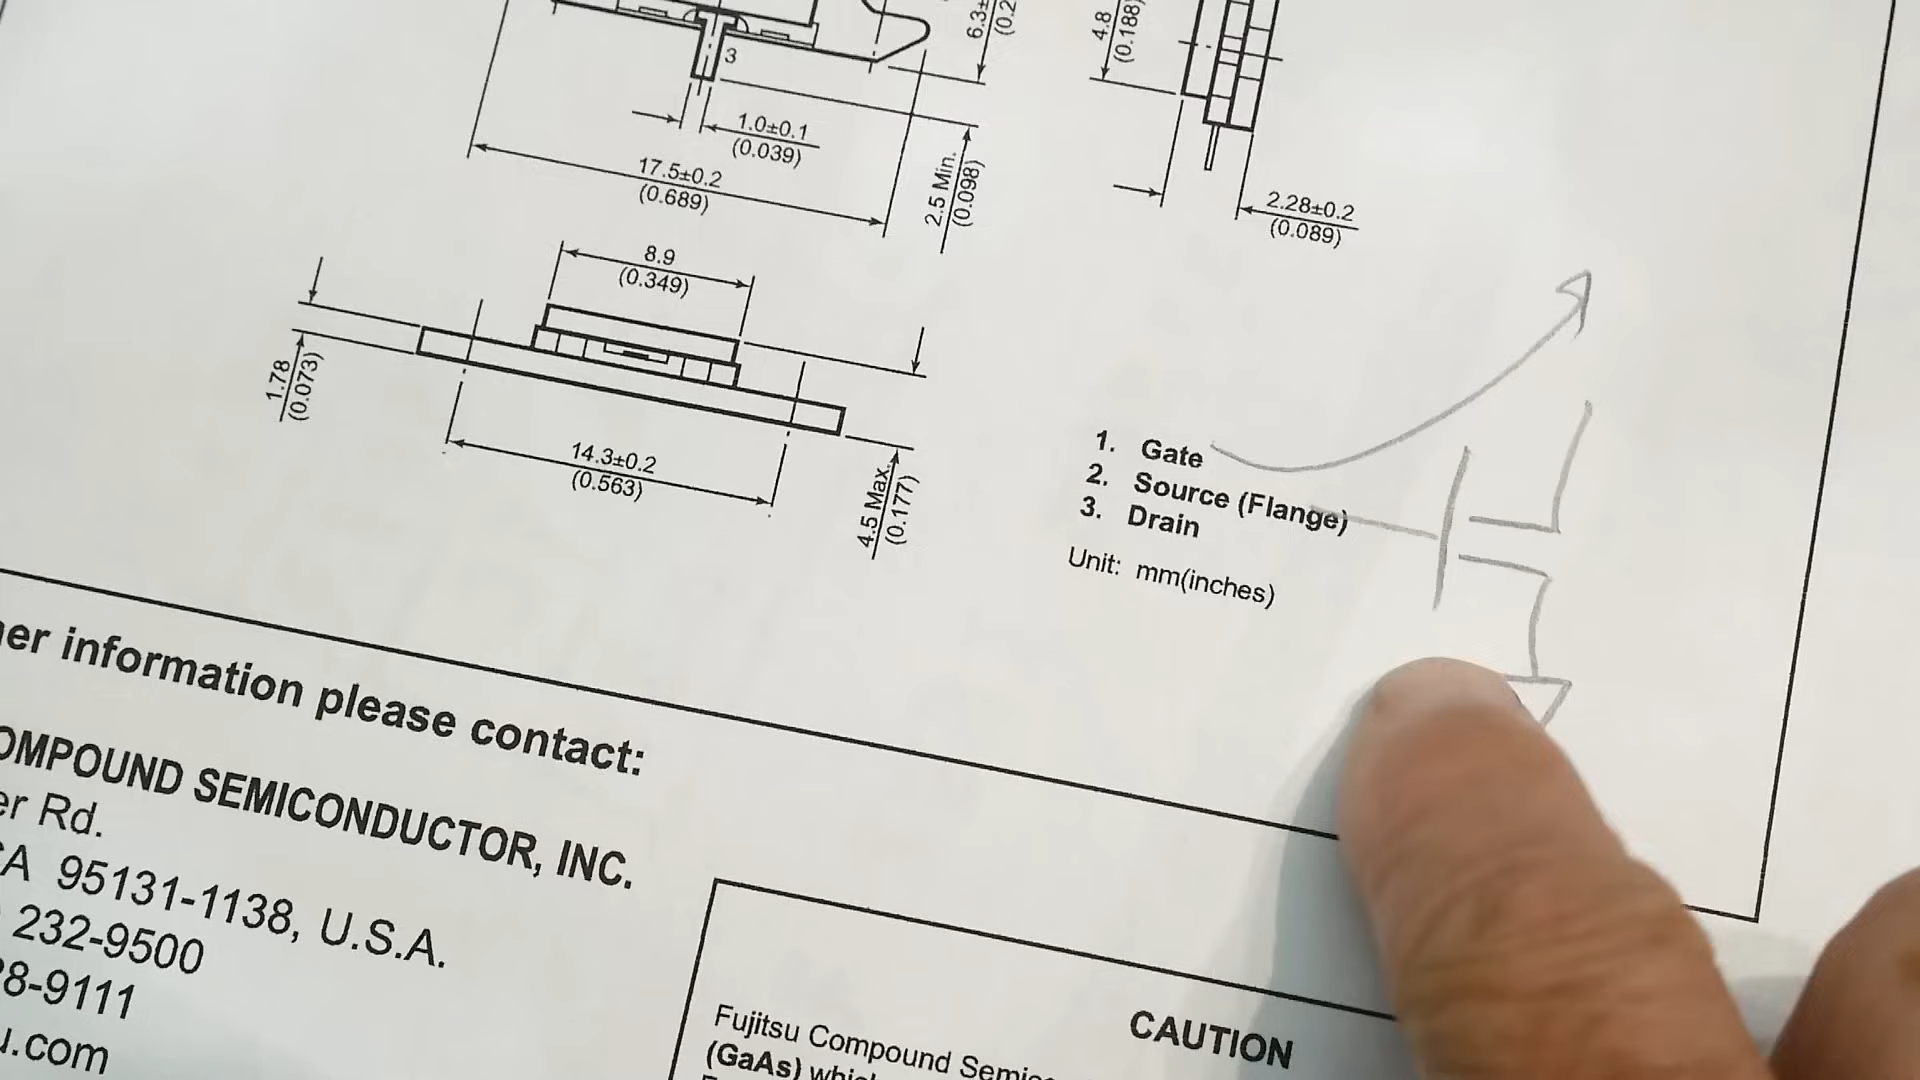 6.3±
(0.2
4.8
(0.188)
3
1.0±0.1
(0.039)
17.5±0.2
(0.689)
2.5 Min.
(0.098)
2.28±0.2
(0.089)
8.9
(0.349)
1.78
(0.073)
14.3±0.2
(0.563)
4.5 Max.
(0.177)
1. Gate
2. Source (Flange)
3. Drain
Unit: mm(inches)
her information please contact:
OMPOUND SEMICONDUCTOR, INC.
er Rd.
CA 95131-1138, U.S.A.
232-9500
8-9111
u.com
CAUTION
Fujitsu Compound Semic
(GaAs) whic